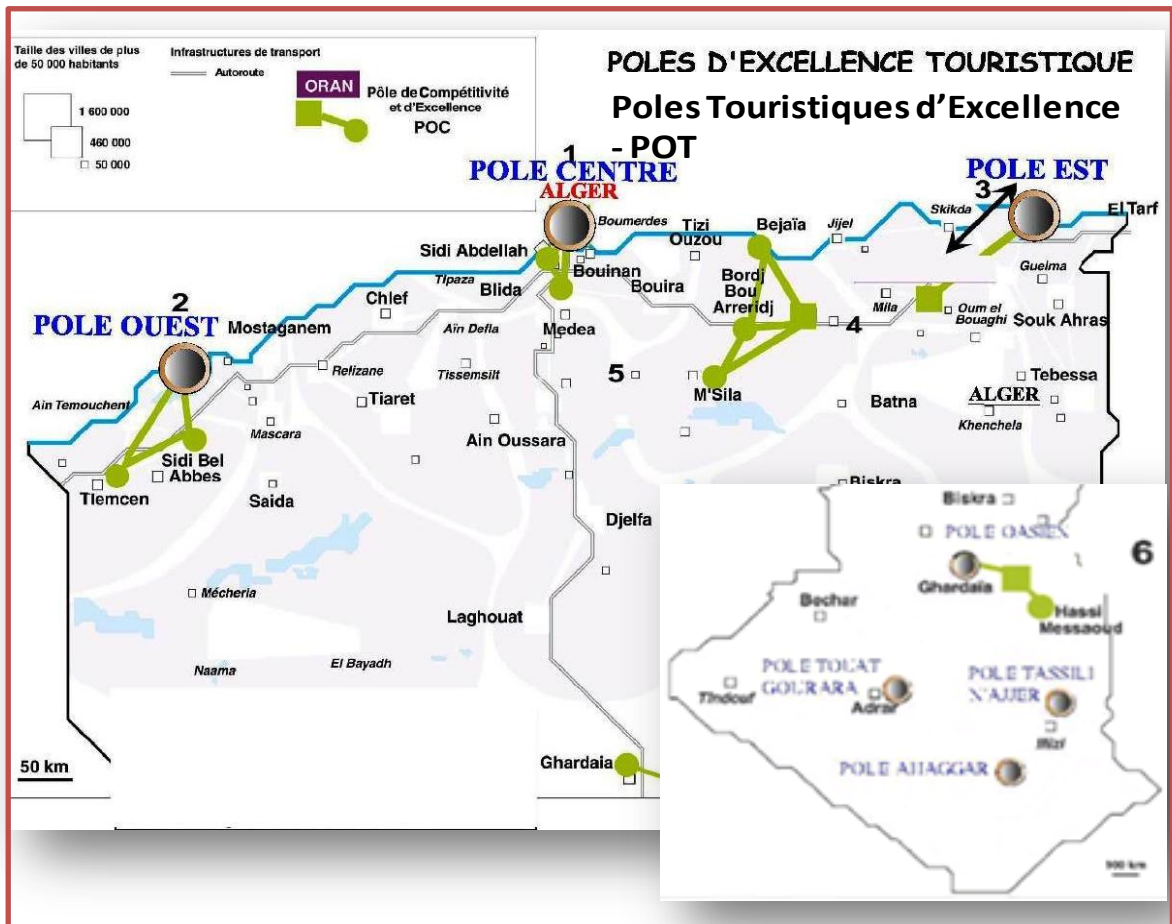 Taille des villes de plus
de 50 000 habitants
1 600 000
460 000
50 000
Infrastructures de transport
Autoroute
ORAN
Pôle de Compétitivité
et d'Excellence
POC
POLES D'EXCELLENCE TOURISTIQUE
Poles Touristiques d'Excellence
- POT
1
POLE CENTRE
ALGER
POLE EST
3
El Tarf
Skikda
Jijel
Bejaïa
Tizi
Ouzou
Boumerdes
Sidi Abdellah
Bouinan
Tipaza
Blida
Bouira
Bordj
Bou
Arreridj
Mila
Gueima
Oum el
Bouaghi
Souk Ahras
2
POLE OUEST
Mostaganem
Chlef
Aïn Defla
Medea
4
Relizane
Tissemsilt
5
M'Sila
Tebessa
Ain Temouchent
Tiaret
Batna
ALGER
Khenchela
Mascara
Ain Oussara
Sidi Bel
Abbes
Tlemcen
Saida
Biskra
Djelfa
Mécheria
Laghouat
Naama
El Bayadh
Ghardaia
50 km
Biskra
POLE OASIEN
6
Ghardaïa
Bechar
Hassi
Messaoud
POLE TOUAT
GOURARA
POLE TASSILI
N'AJJER
Tindouf
Adrar
Illizi
POLE AHAGGAR